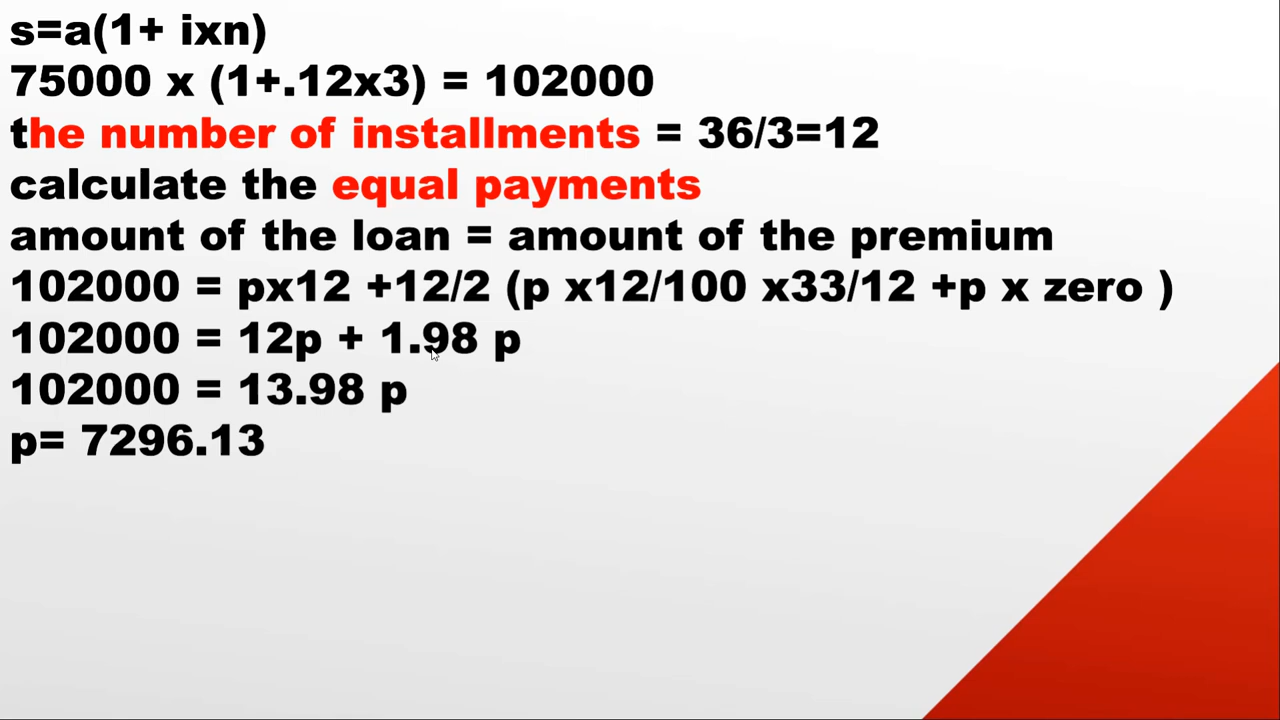 s=a(1+ ixn)
75000 x (1+.12x3) = 102000
the number of installments = 36/3=12
calculate the equal payments
amount of the loan = amount of the premium
102000 = px12 +12/2 (p x12/100 x33/12 +p x zero )
102000 = 12p + 1.98 p
102000 = 13.98 p
p= 7296.13